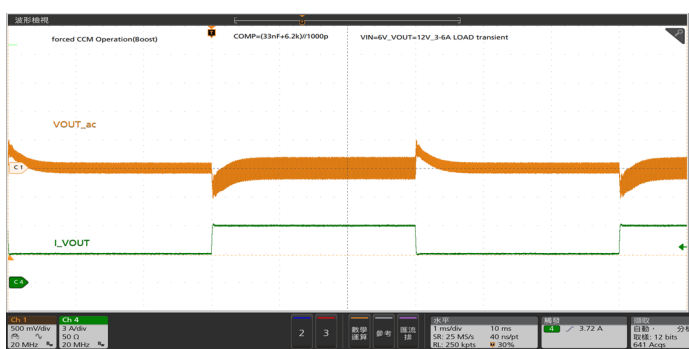 波形檢視
forced CCM Operation(Boost)
COMP=(33nF+6.2k)//1000p
VIN=6V_VOUT=12V_3-6A LOAD transient
T
VOUT_ac
C 1
I_VOUT
C 4
Ch 1
500 mV/div
20 MHz
Ch 4
3 A/div
50 Ω
20 MHz
2
3
數學
運算
參考
匯流
排
水平
1 ms/div 10 ms
SR: 25 MS/s 40 ns/pt
RL: 250 kpts 30%
觸發
4 3.72 A
擷取
自動, 分析
取樣: 12 bits
641 Acqs